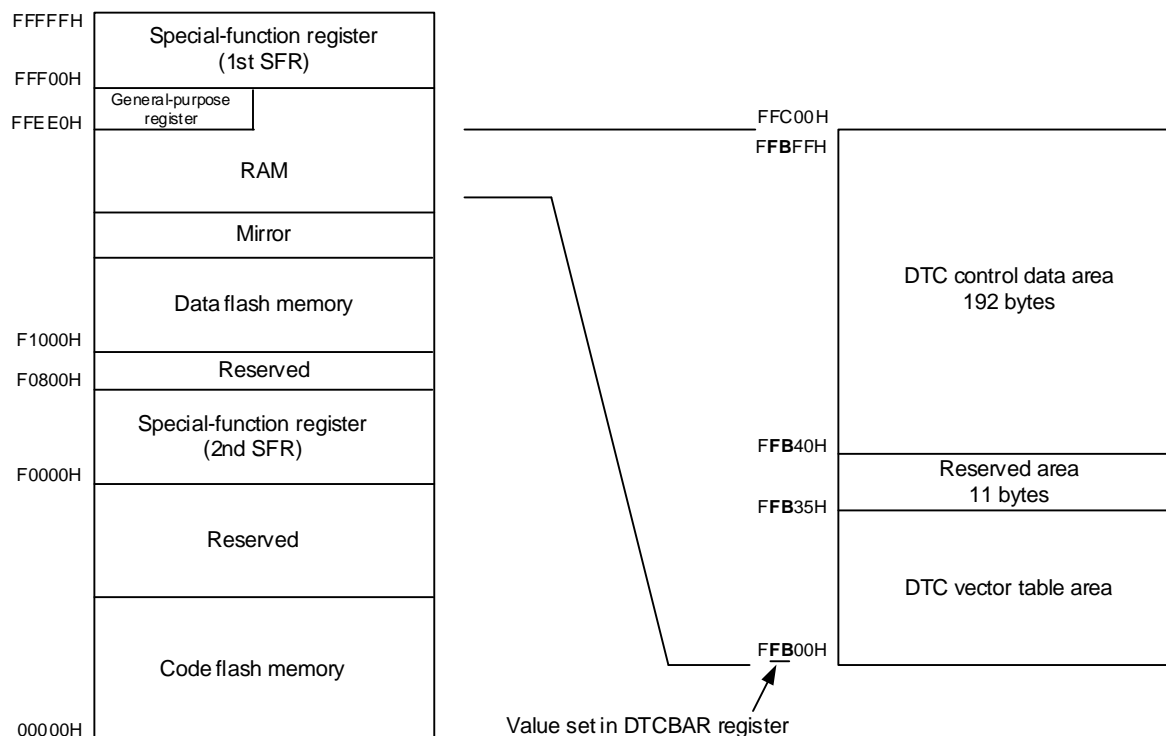 FFFFFH
Special-function register
(1st SFR)
FFF00H
General-purpose
register
FFEE0H
RAM
Mirror
Data flash memory
F1000H
Reserved
F0800H
Special-function register
(2nd SFR)
F0000H
Reserved
Code flash memory
00000H
FFC00H
FFBFFH
DTC control data area
192 bytes
FFB40H
Reserved area
11 bytes
FFB35H
DTC vector table area
FFB00H
Value set in DTCBAR register